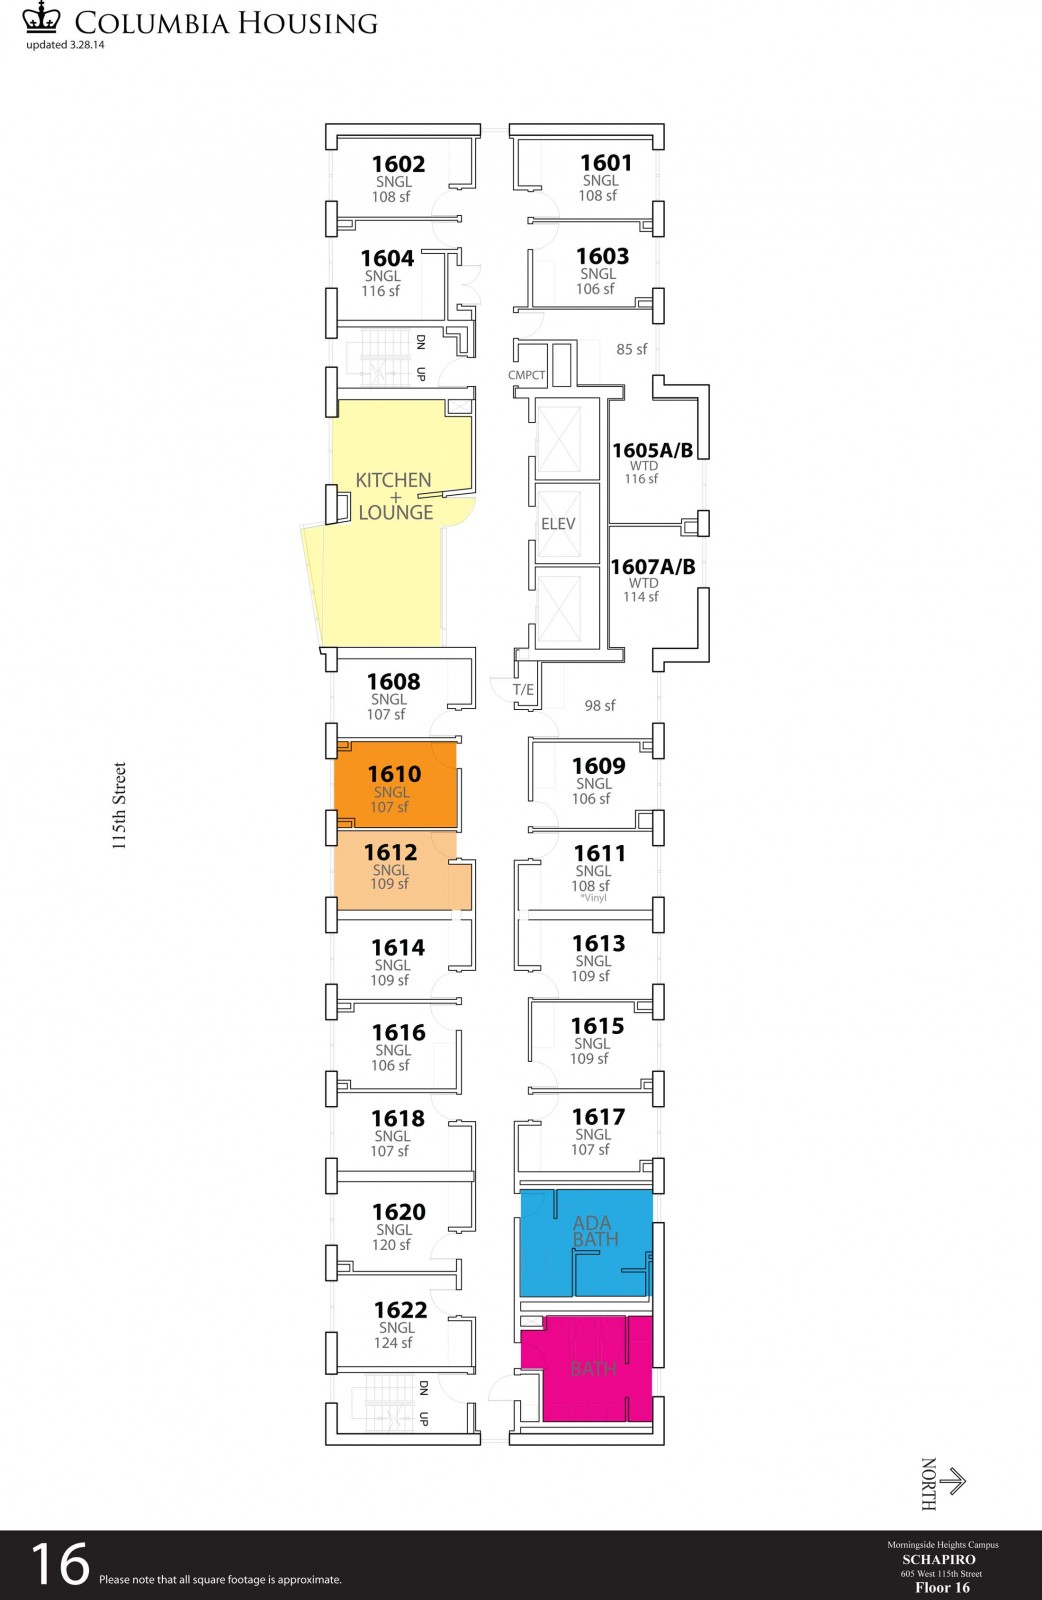 COLUMBIA HOUSING
updated 3.28.14
1602
SNGL
108 sf
1601
SNGL
108 sf
1604
SNGL
116 sf
1603
SNGL
106 sf
DN
UP
85 sf
CMPCT
KITCHEN
+
LOUNGE
1605A/B
WTD
116 sf
ELEV
1607A/B
WTD
114 sf
1608
SNGL
107 sf
T/E
98 sf
1610
SNGL
107 sf
1609
SNGL
106 sf
115th Street
1612
SNGL
109 sf
1611
SNGL
108 sf
*Vinyl
1614
SNGL
109 sf
1613
SNGL
109 sf
1616
SNGL
106 sf
1615
SNGL
109 sf
1618
SNGL
107 sf
1617
SNGL
107 sf
1620
SNGL
120 sf
ADA
BATH
1622
SNGL
124 sf
BATH
DN
UP
NORTH
16
Please note that all square footage is approximate.
Morningside Heights Campus
SCHAPIRO
605 West 115th Street
Floor 16